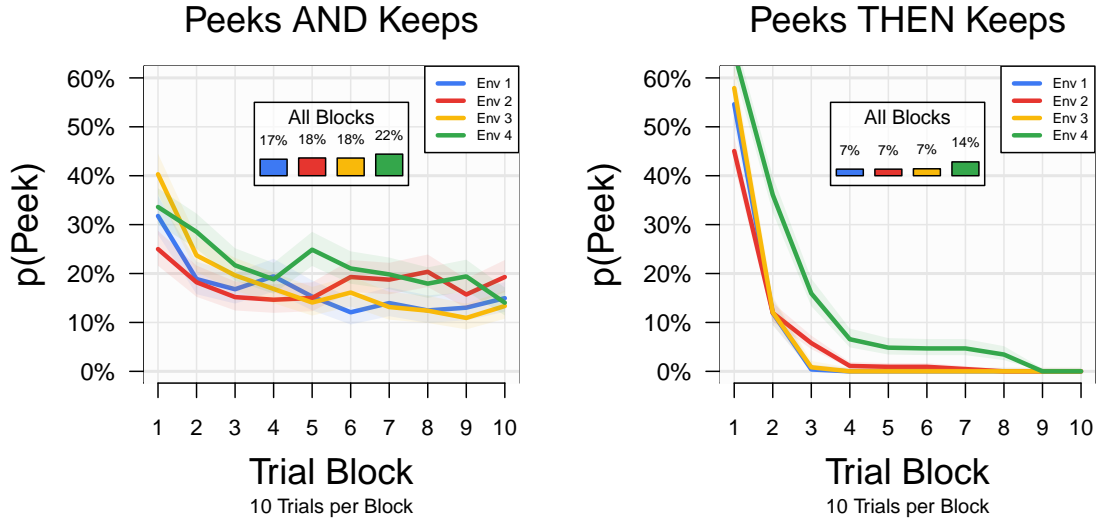 Peeks AND Keeps
60%
50%
40%
30%
20%
10%
0%
p(Peek)
Env 1
Env 2
Env 3
Env 4
All Blocks
17% 18% 18% 22%
1 2 3 4 5 6 7 8 9 10
Trial Block
10 Trials per Block
Peeks THEN Keeps
60%
50%
40%
30%
20%
10%
0%
p(Peek)
Env 1
Env 2
Env 3
Env 4
All Blocks
7% 7% 7% 14%
1 2 3 4 5 6 7 8 9 10
Trial Block
10 Trials per Block